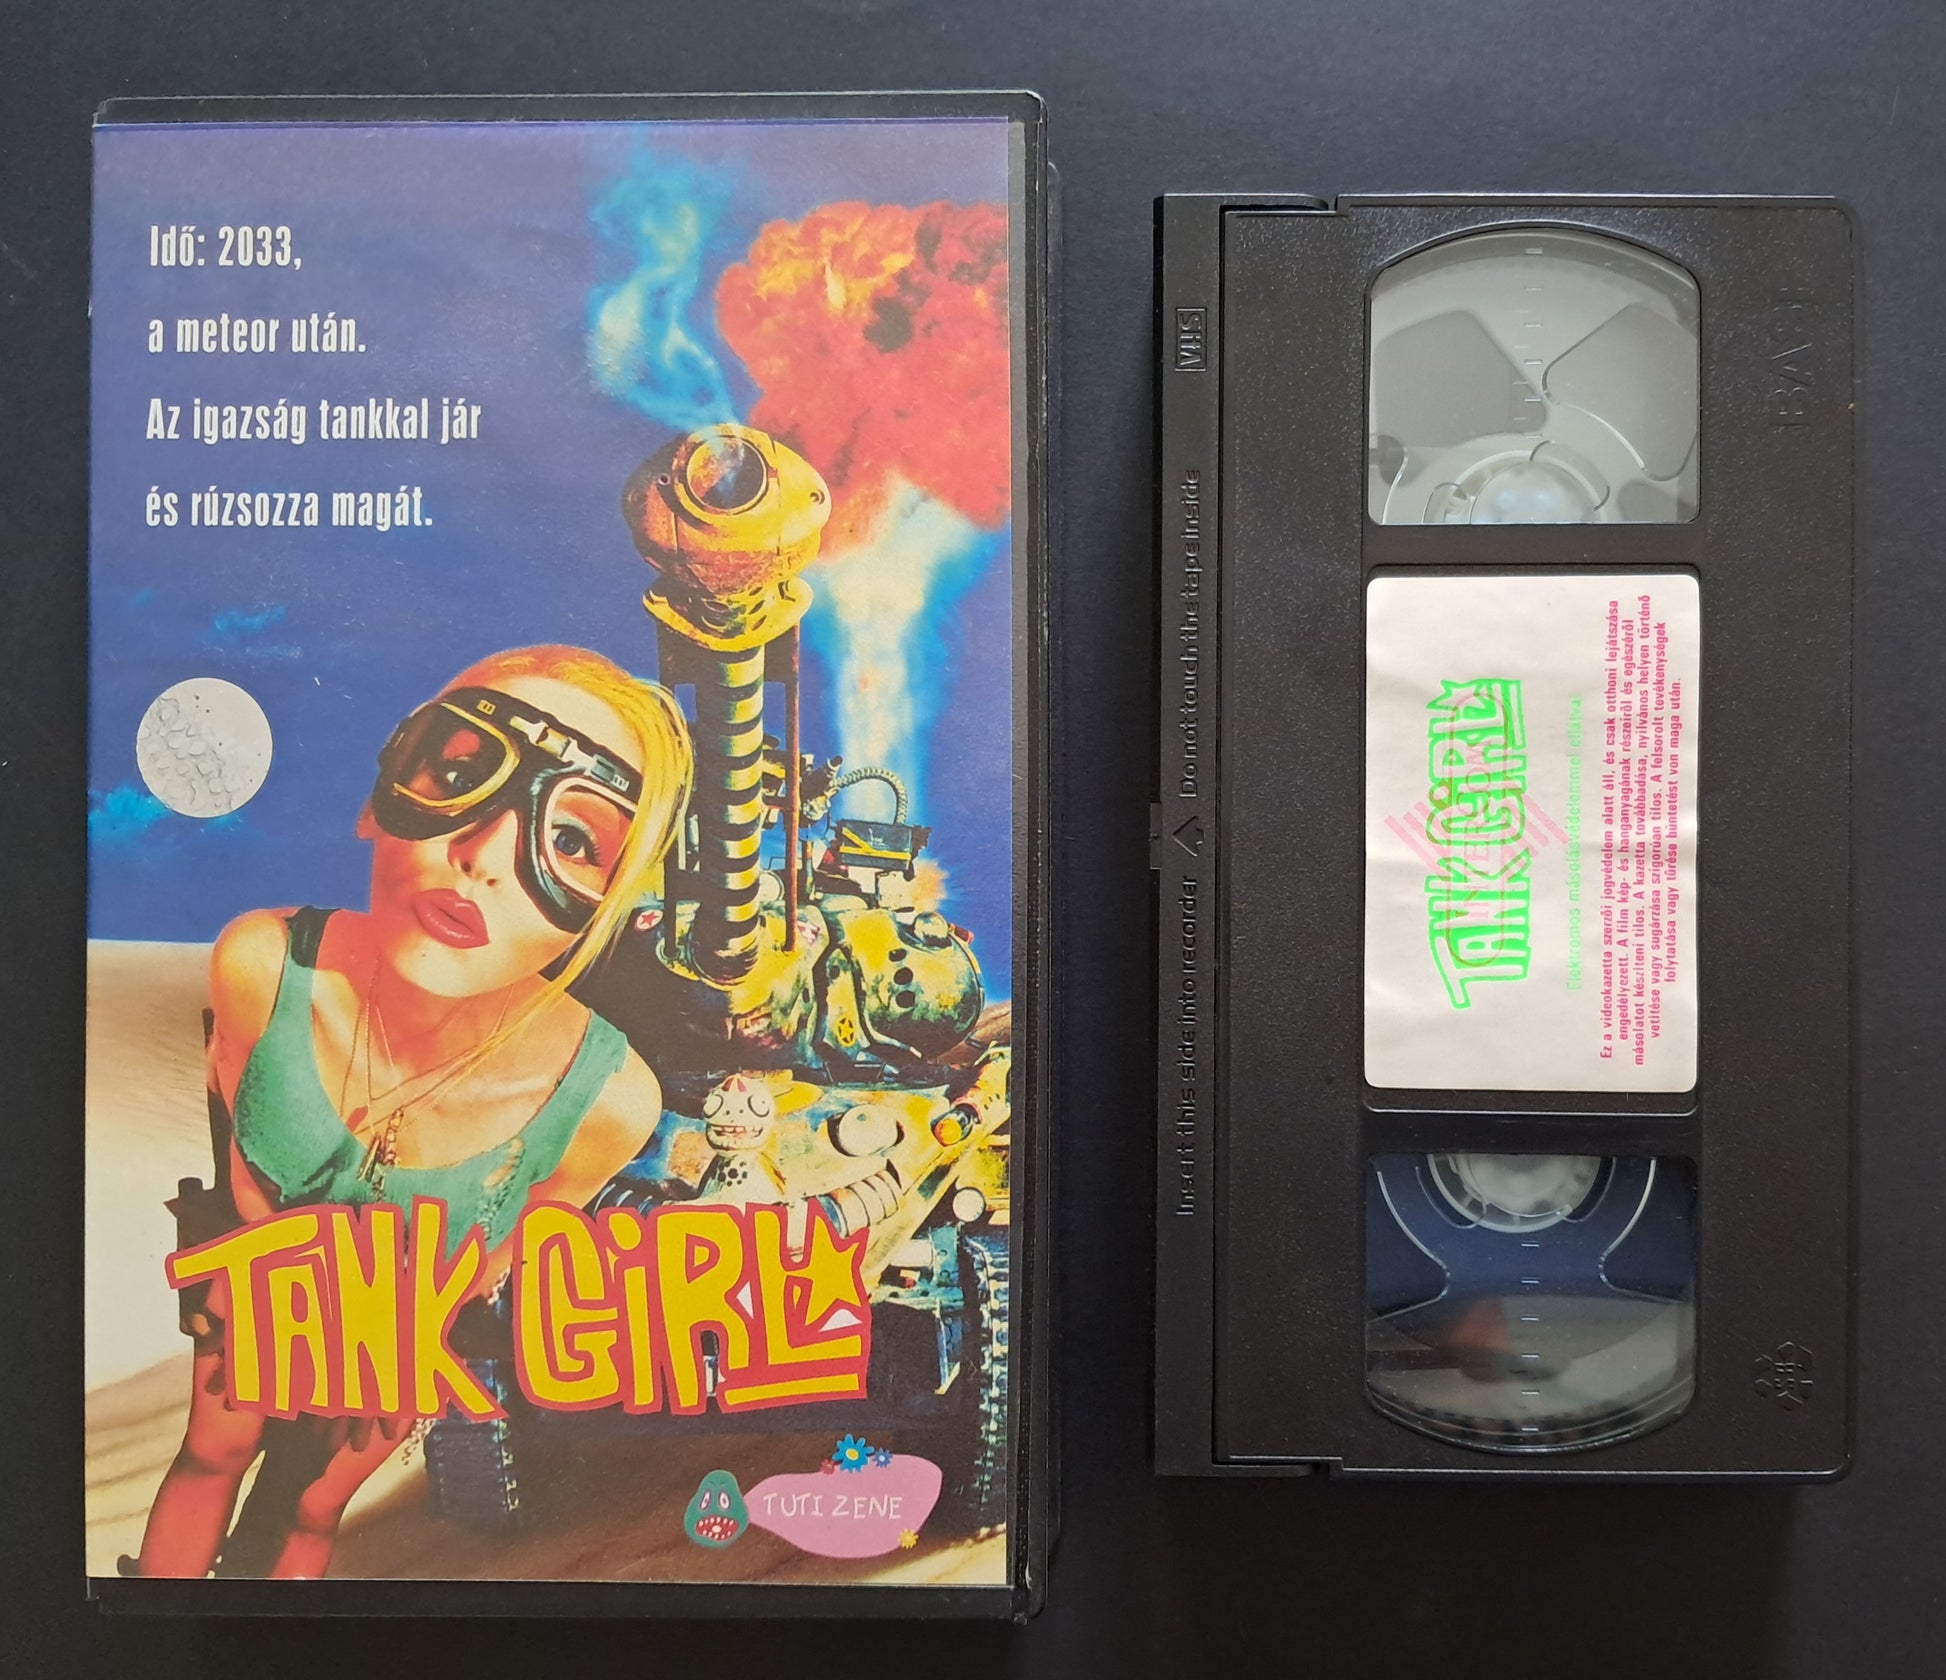 Idő: 2033,
a meteor után.
Az igazság tankkal jár
és rúzsozza magát.
TANK GiRL
TUTI ZENE
VHS
Do not touch the tape inside
Insert this side into recorder
BASF
TANK GiRL
INTERCOM
Elektromos másolásvédelemmel ellátva!
Ez a videokazetta szerzői jogvédelem alatt áll, és csak otthoni lejátszása
engedélyezett. A film kép- és hanganyagának részeiről és egészéről
másolatot készíteni tilos. A kazetta továbbadása, nyilvános helyen történő
vetítése vagy sugárzása szigorúan tilos. A felsorolt tevékenységek
folytatása vagy tűrése büntetést von maga után.